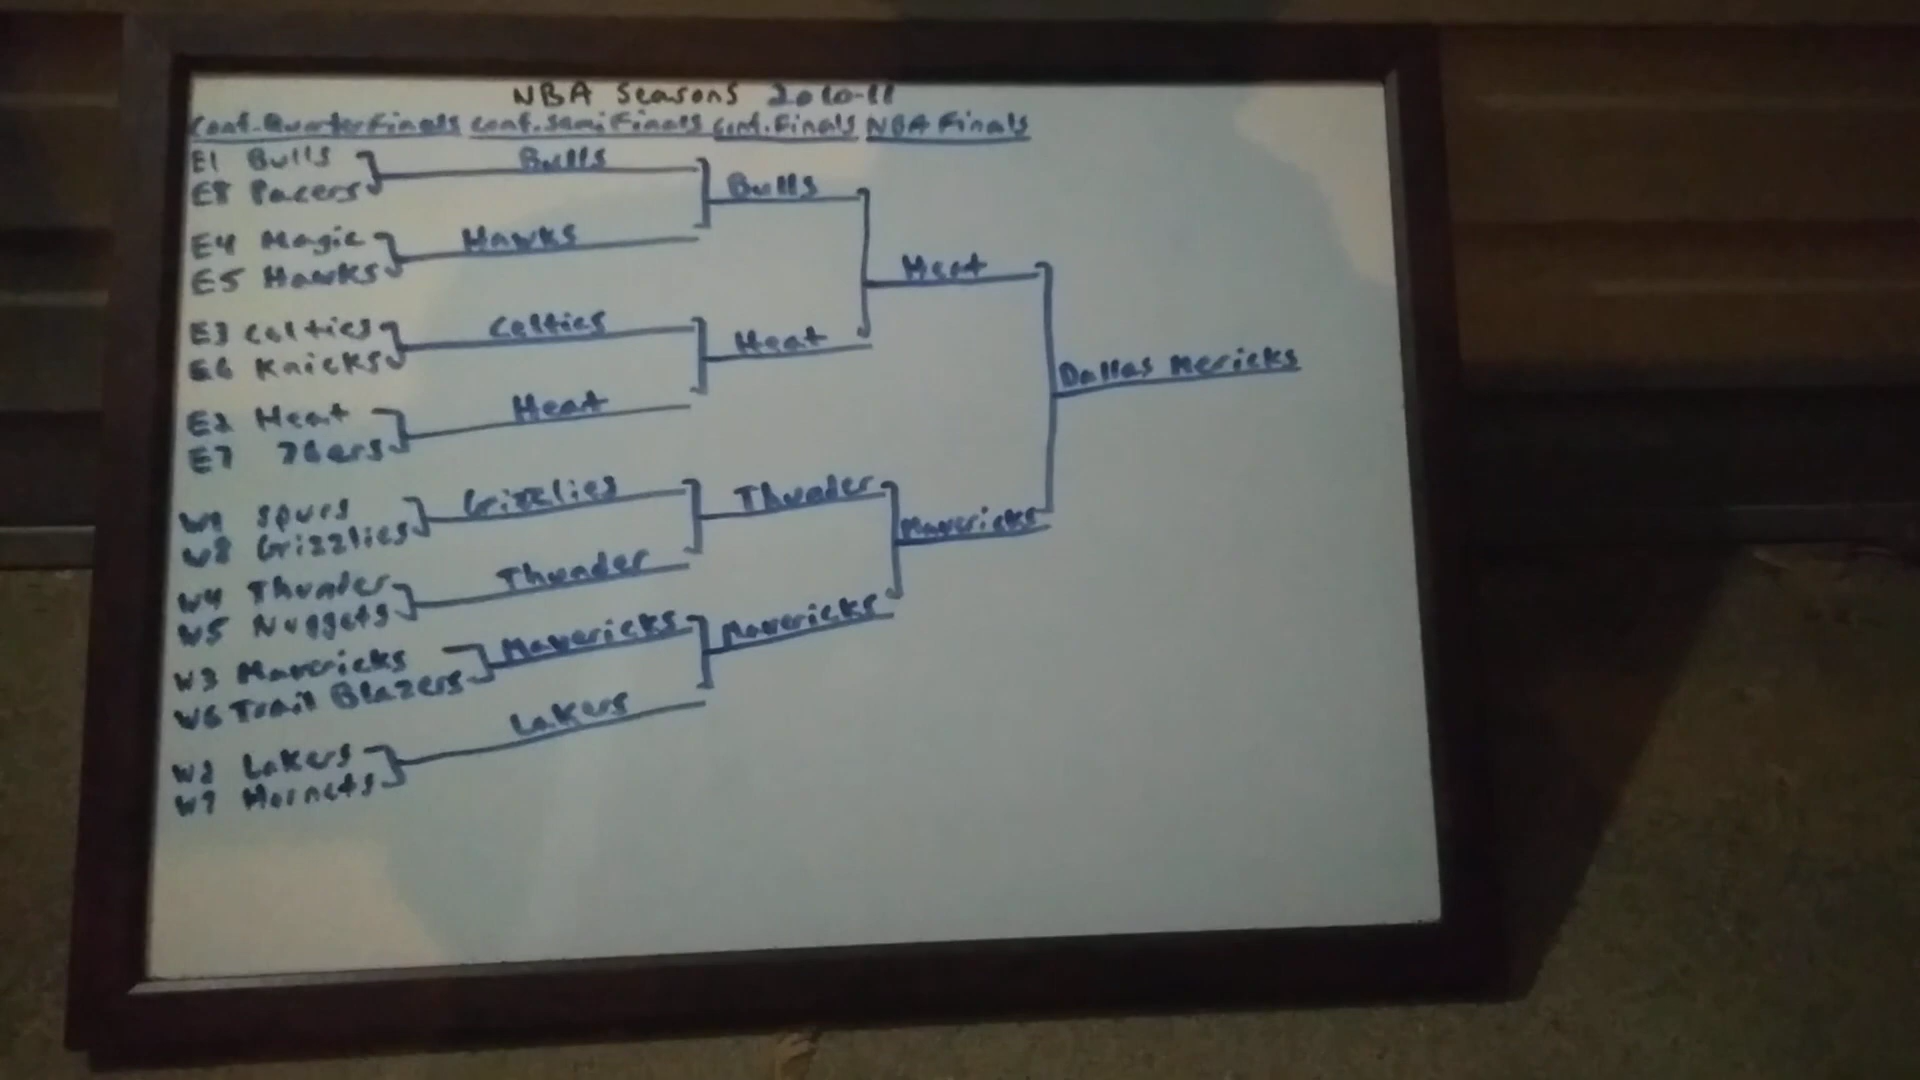 NBA Seasons 2010-11
Conf.QuarterFinals Conf.SemiFinals Conf.Finals NBA Finals
E1 Bulls
E8 Pacers
Bulls
E4 Magic
E5 Hawks
Hawks
Bulls
E3 Celtics
E6 Knicks
Celtics
E2 Heat
E7 76ers
Heat
Heat
Heat
W1 Spurs
W8 Grizzlies
Grizzlies
W4 Thunder
W5 Nuggets
Thunder
Thunder
W3 Mavericks
W6 Trail Blazers
Mavericks
W2 Lakers
W7 Hornets
Lakers
Mavericks
Mavericks
Dallas Mericks